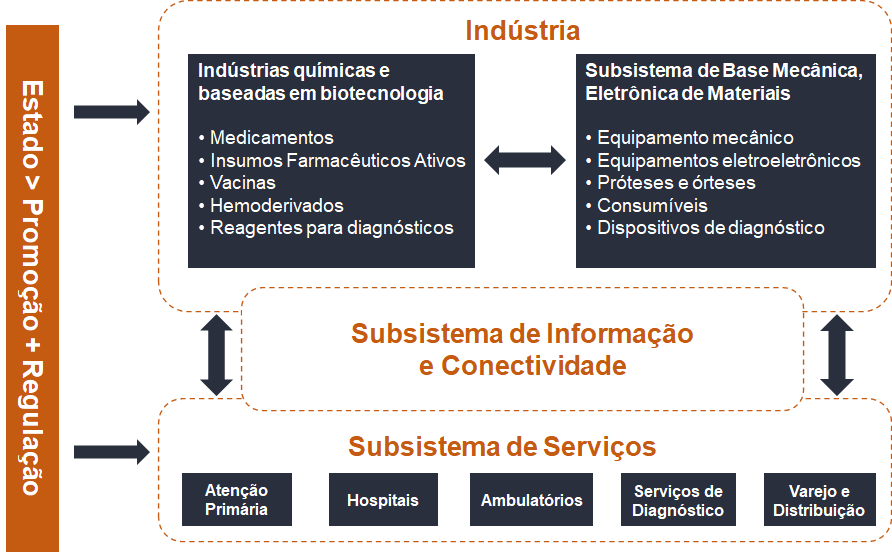 Estado > Promoção + Regulação
Indústria
Indústrias químicas e
baseadas em biotecnologia
• Medicamentos
• Insumos Farmacêuticos Ativos
• Vacinas
• Hemoderivados
• Reagentes para diagnósticos
Subsistema de Base Mecânica,
Eletrônica de Materiais
• Equipamento mecânico
• Equipamentos eletroeletrônicos
• Próteses e órteses
• Consumíveis
• Dispositivos de diagnóstico
Subsistema de Informação
e Conectividade
Subsistema de Serviços
Atenção
Primária
Hospitais
Ambulatórios
Serviços de
Diagnóstico
Varejo e
Distribuição